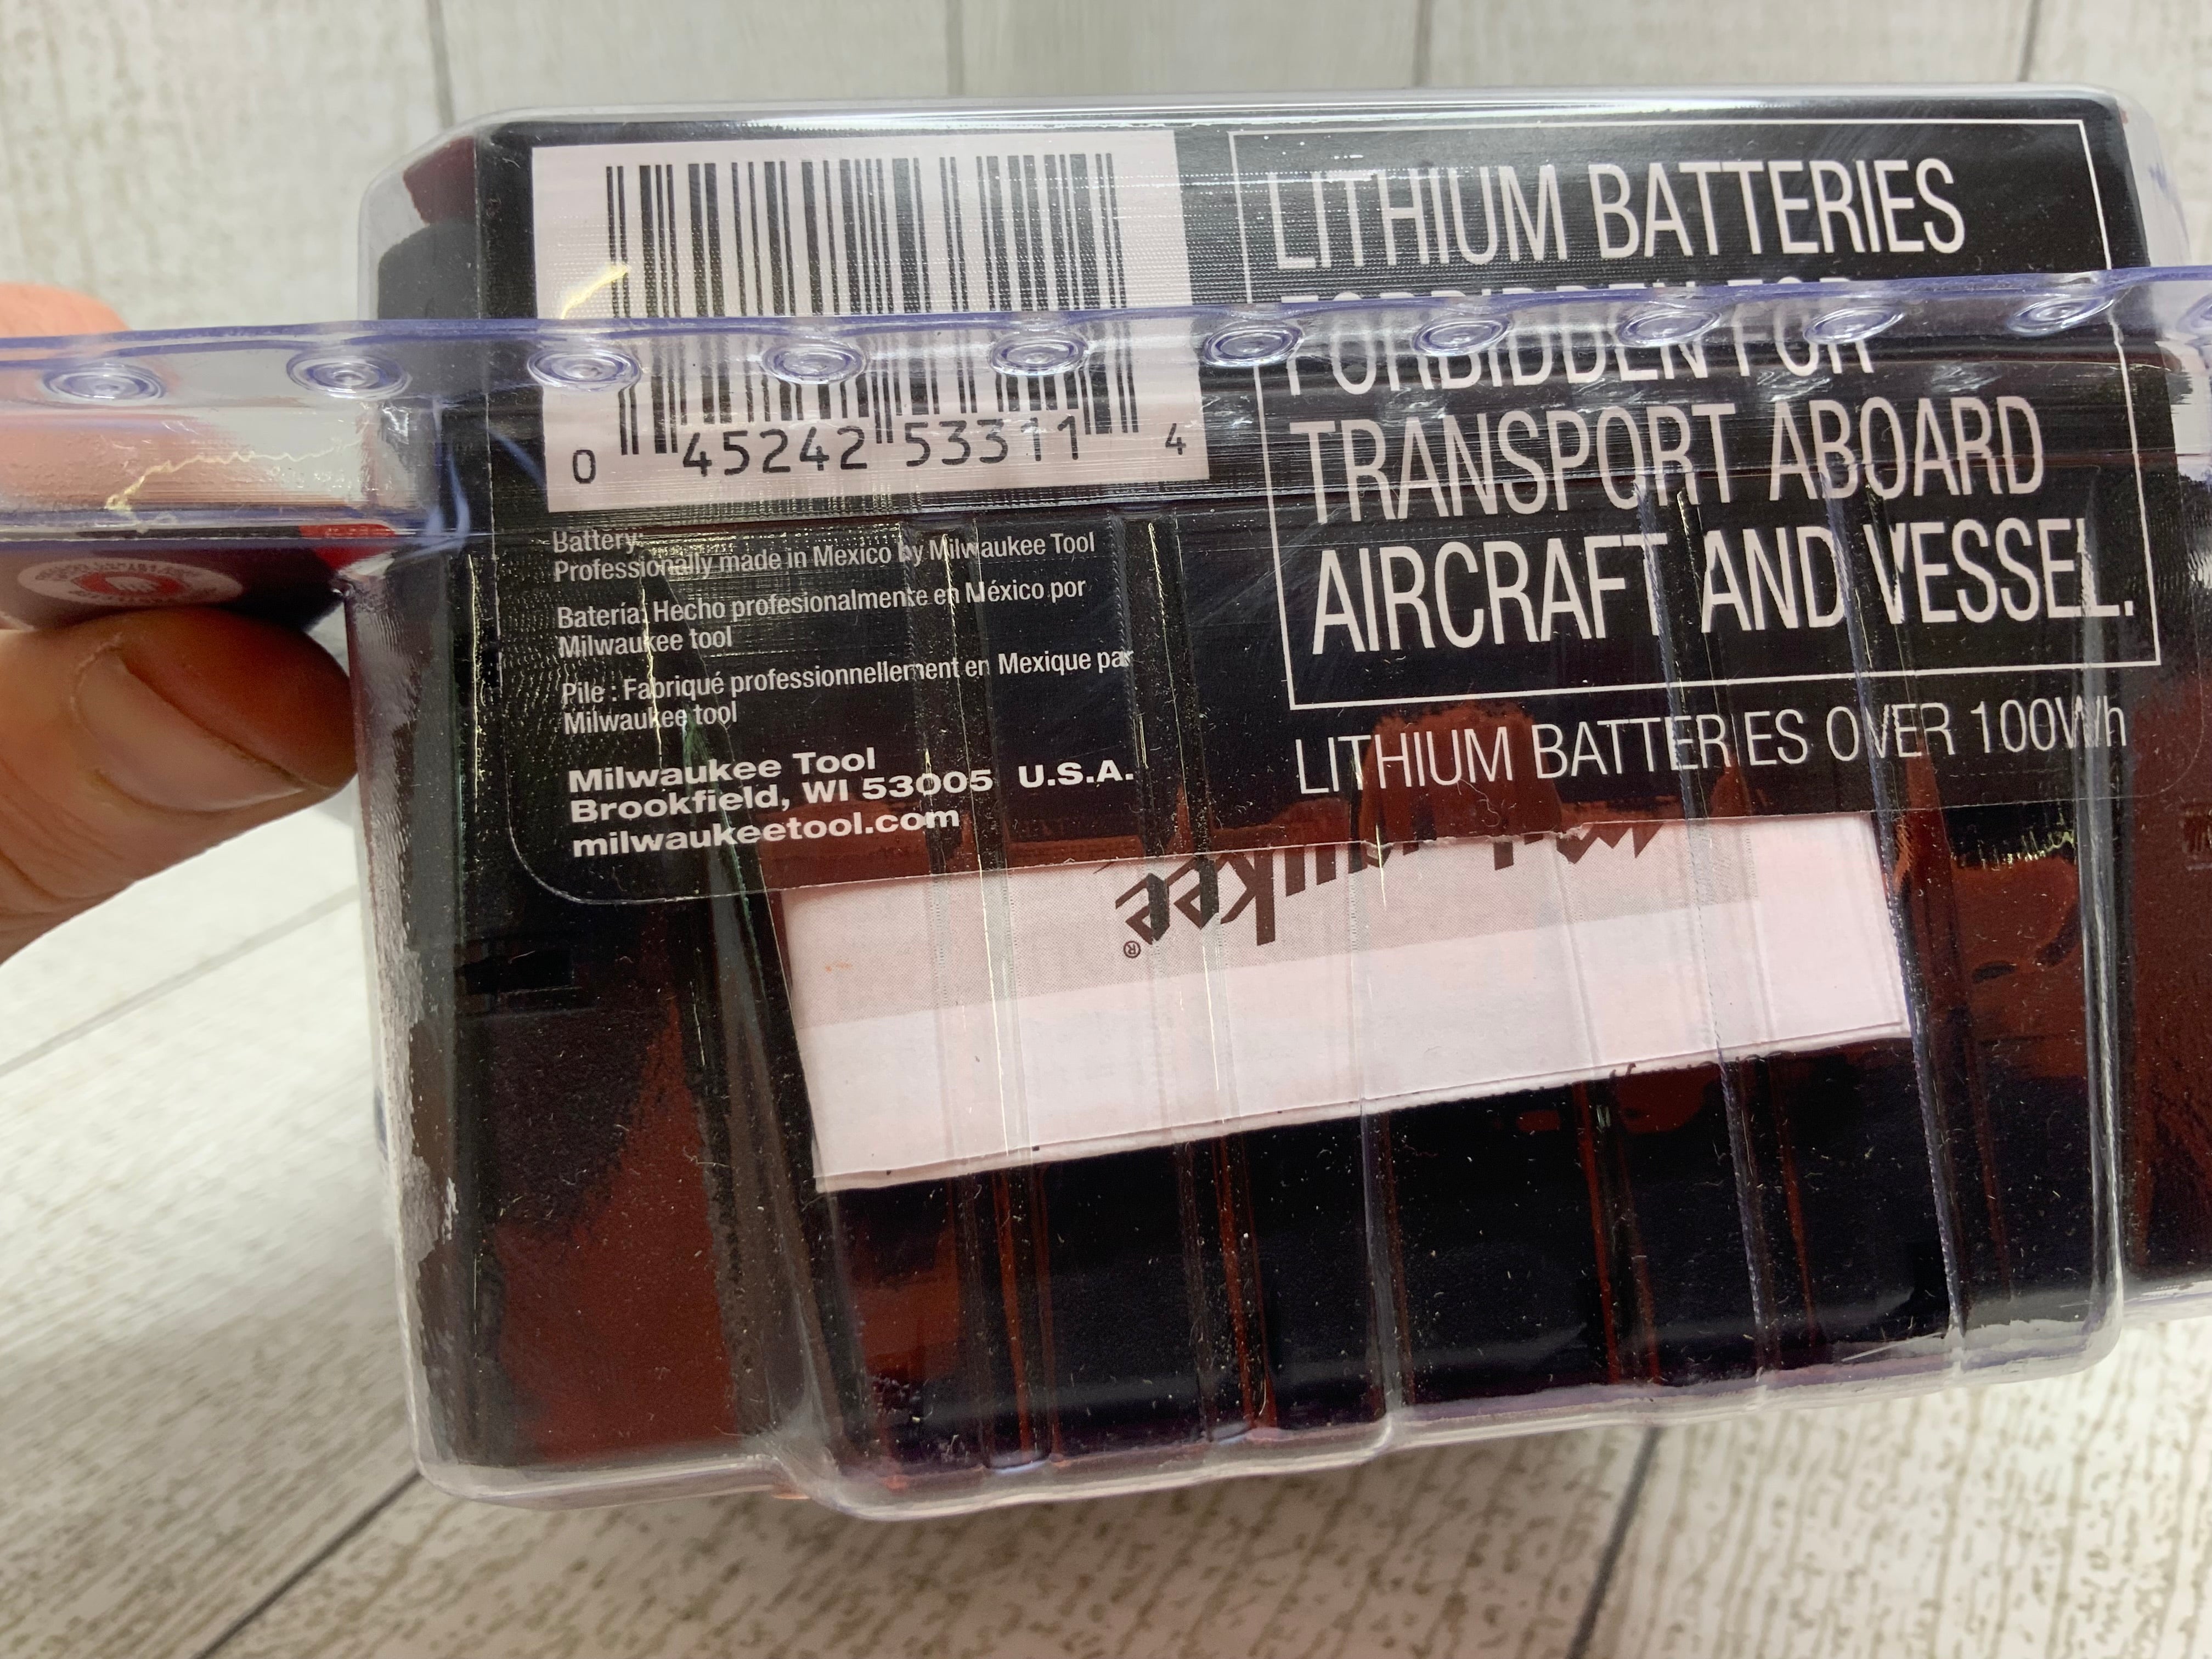 0 45242 53311 4
Battery:
Professionally made in Mexico by Milwaukee Tool
Batería: Hecho profesionalmente en México por
Milwaukee tool
Pile : Fabriqué professionnellement en Mexique par
Milwaukee tool
Milwaukee Tool
Brookfield, WI 53005 U.S.A.
milwaukeetool.com
LITHIUM BATTERIES
FORBIDDEN FOR
TRANSPORT ABOARD
AIRCRAFT AND VESSEL.
LITHIUM BATTERIES OVER 100Wh
Milwaukee®